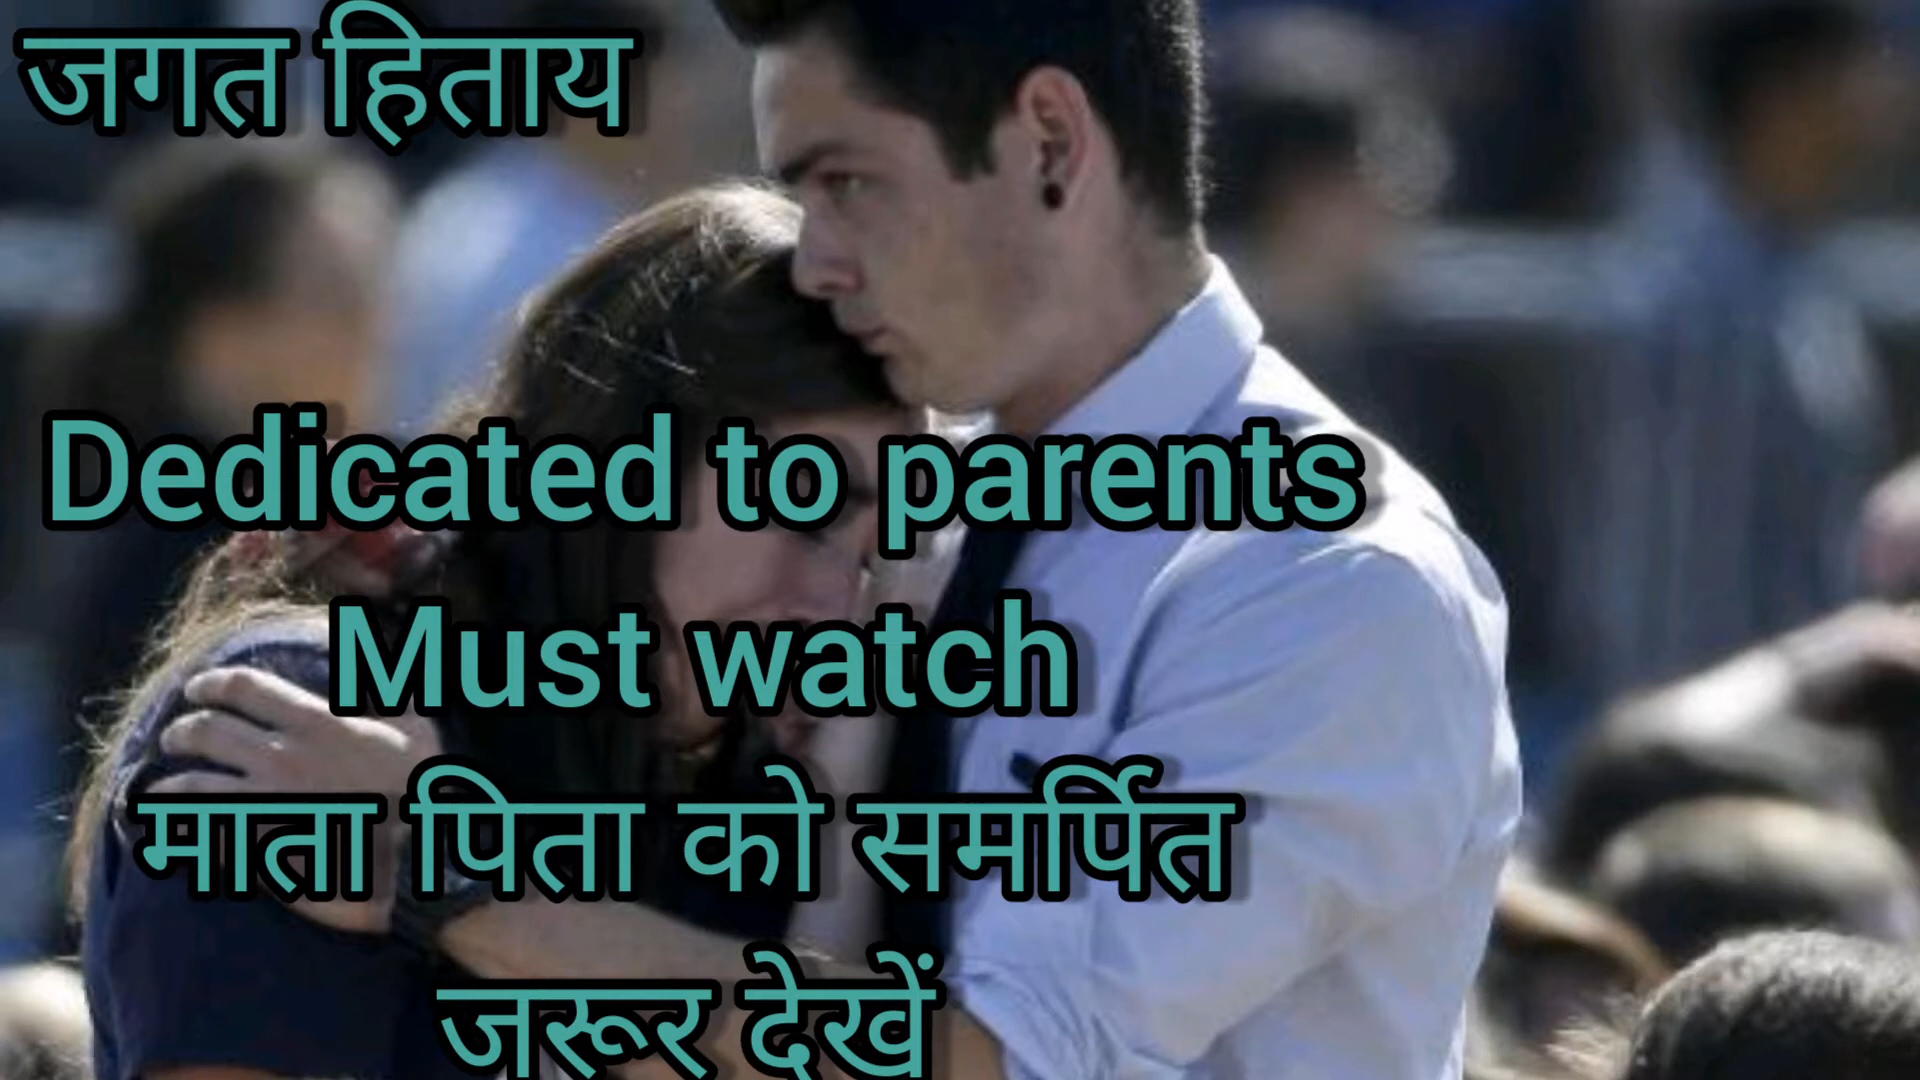 जगत हिताय
Dedicated to parents
Must watch
माता पिता को समर्पित
जरूर देखें